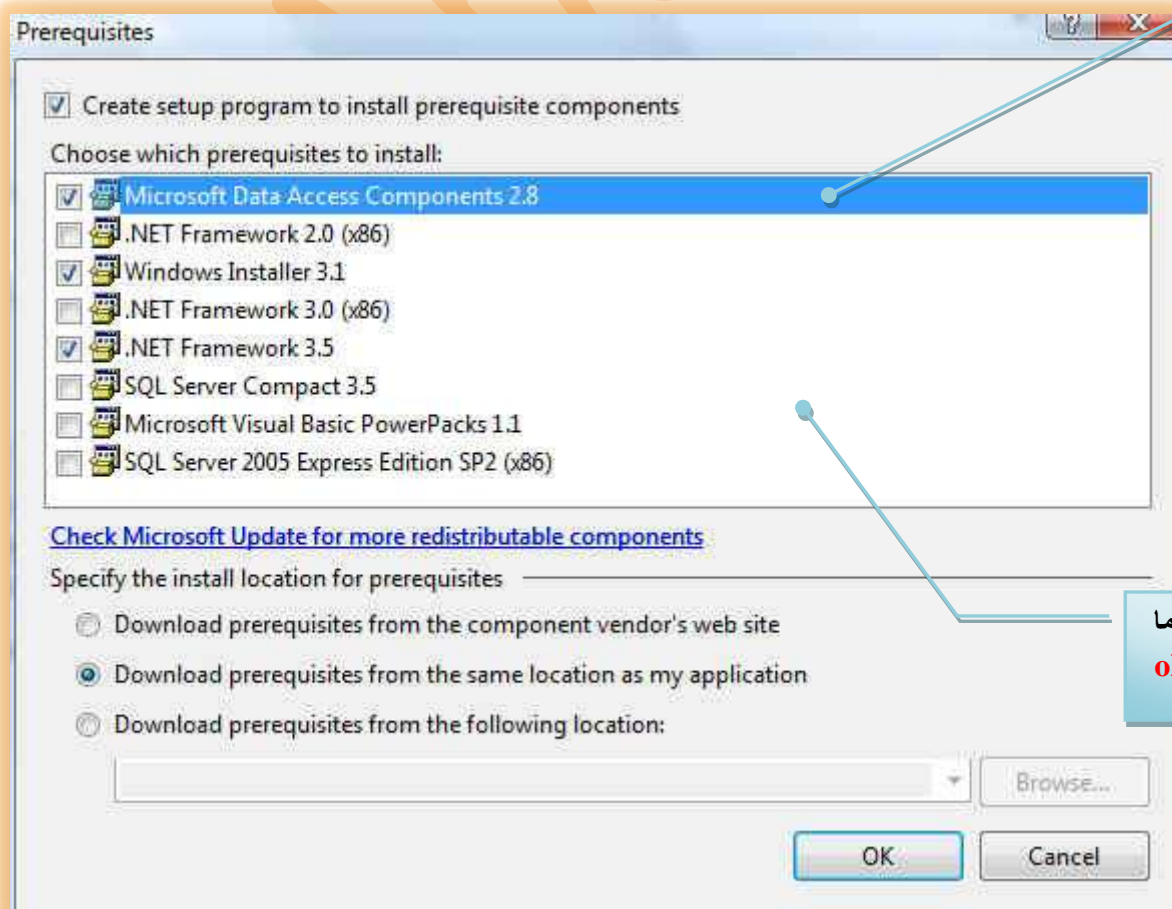 Prerequisites
Create setup program to install prerequisite components
Choose which prerequisites to install:
Microsoft Data Access Components 2.8
.NET Framework 2.0 (x86)
Windows Installer 3.1
.NET Framework 3.0 (x86)
.NET Framework 3.5
SQL Server Compact 3.5
Microsoft Visual Basic PowerPacks 1.1
SQL Server 2005 Express Edition SP2 (x86)
Check Microsoft Update for more redistributable components
Specify the install location for prerequisites
Download prerequisites from the component vendor's web site
Download prerequisites from the same location as my application
Download prerequisites from the following location:
Browse...
OK
Cancel